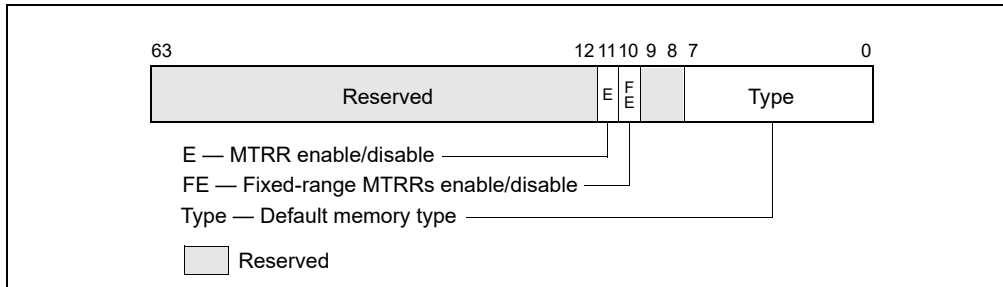 63 12 11 10 9 8 7 0
Reserved E FE Type
E — MTRR enable/disable
FE — Fixed-range MTRRs enable/disable
Type — Default memory type
Reserved